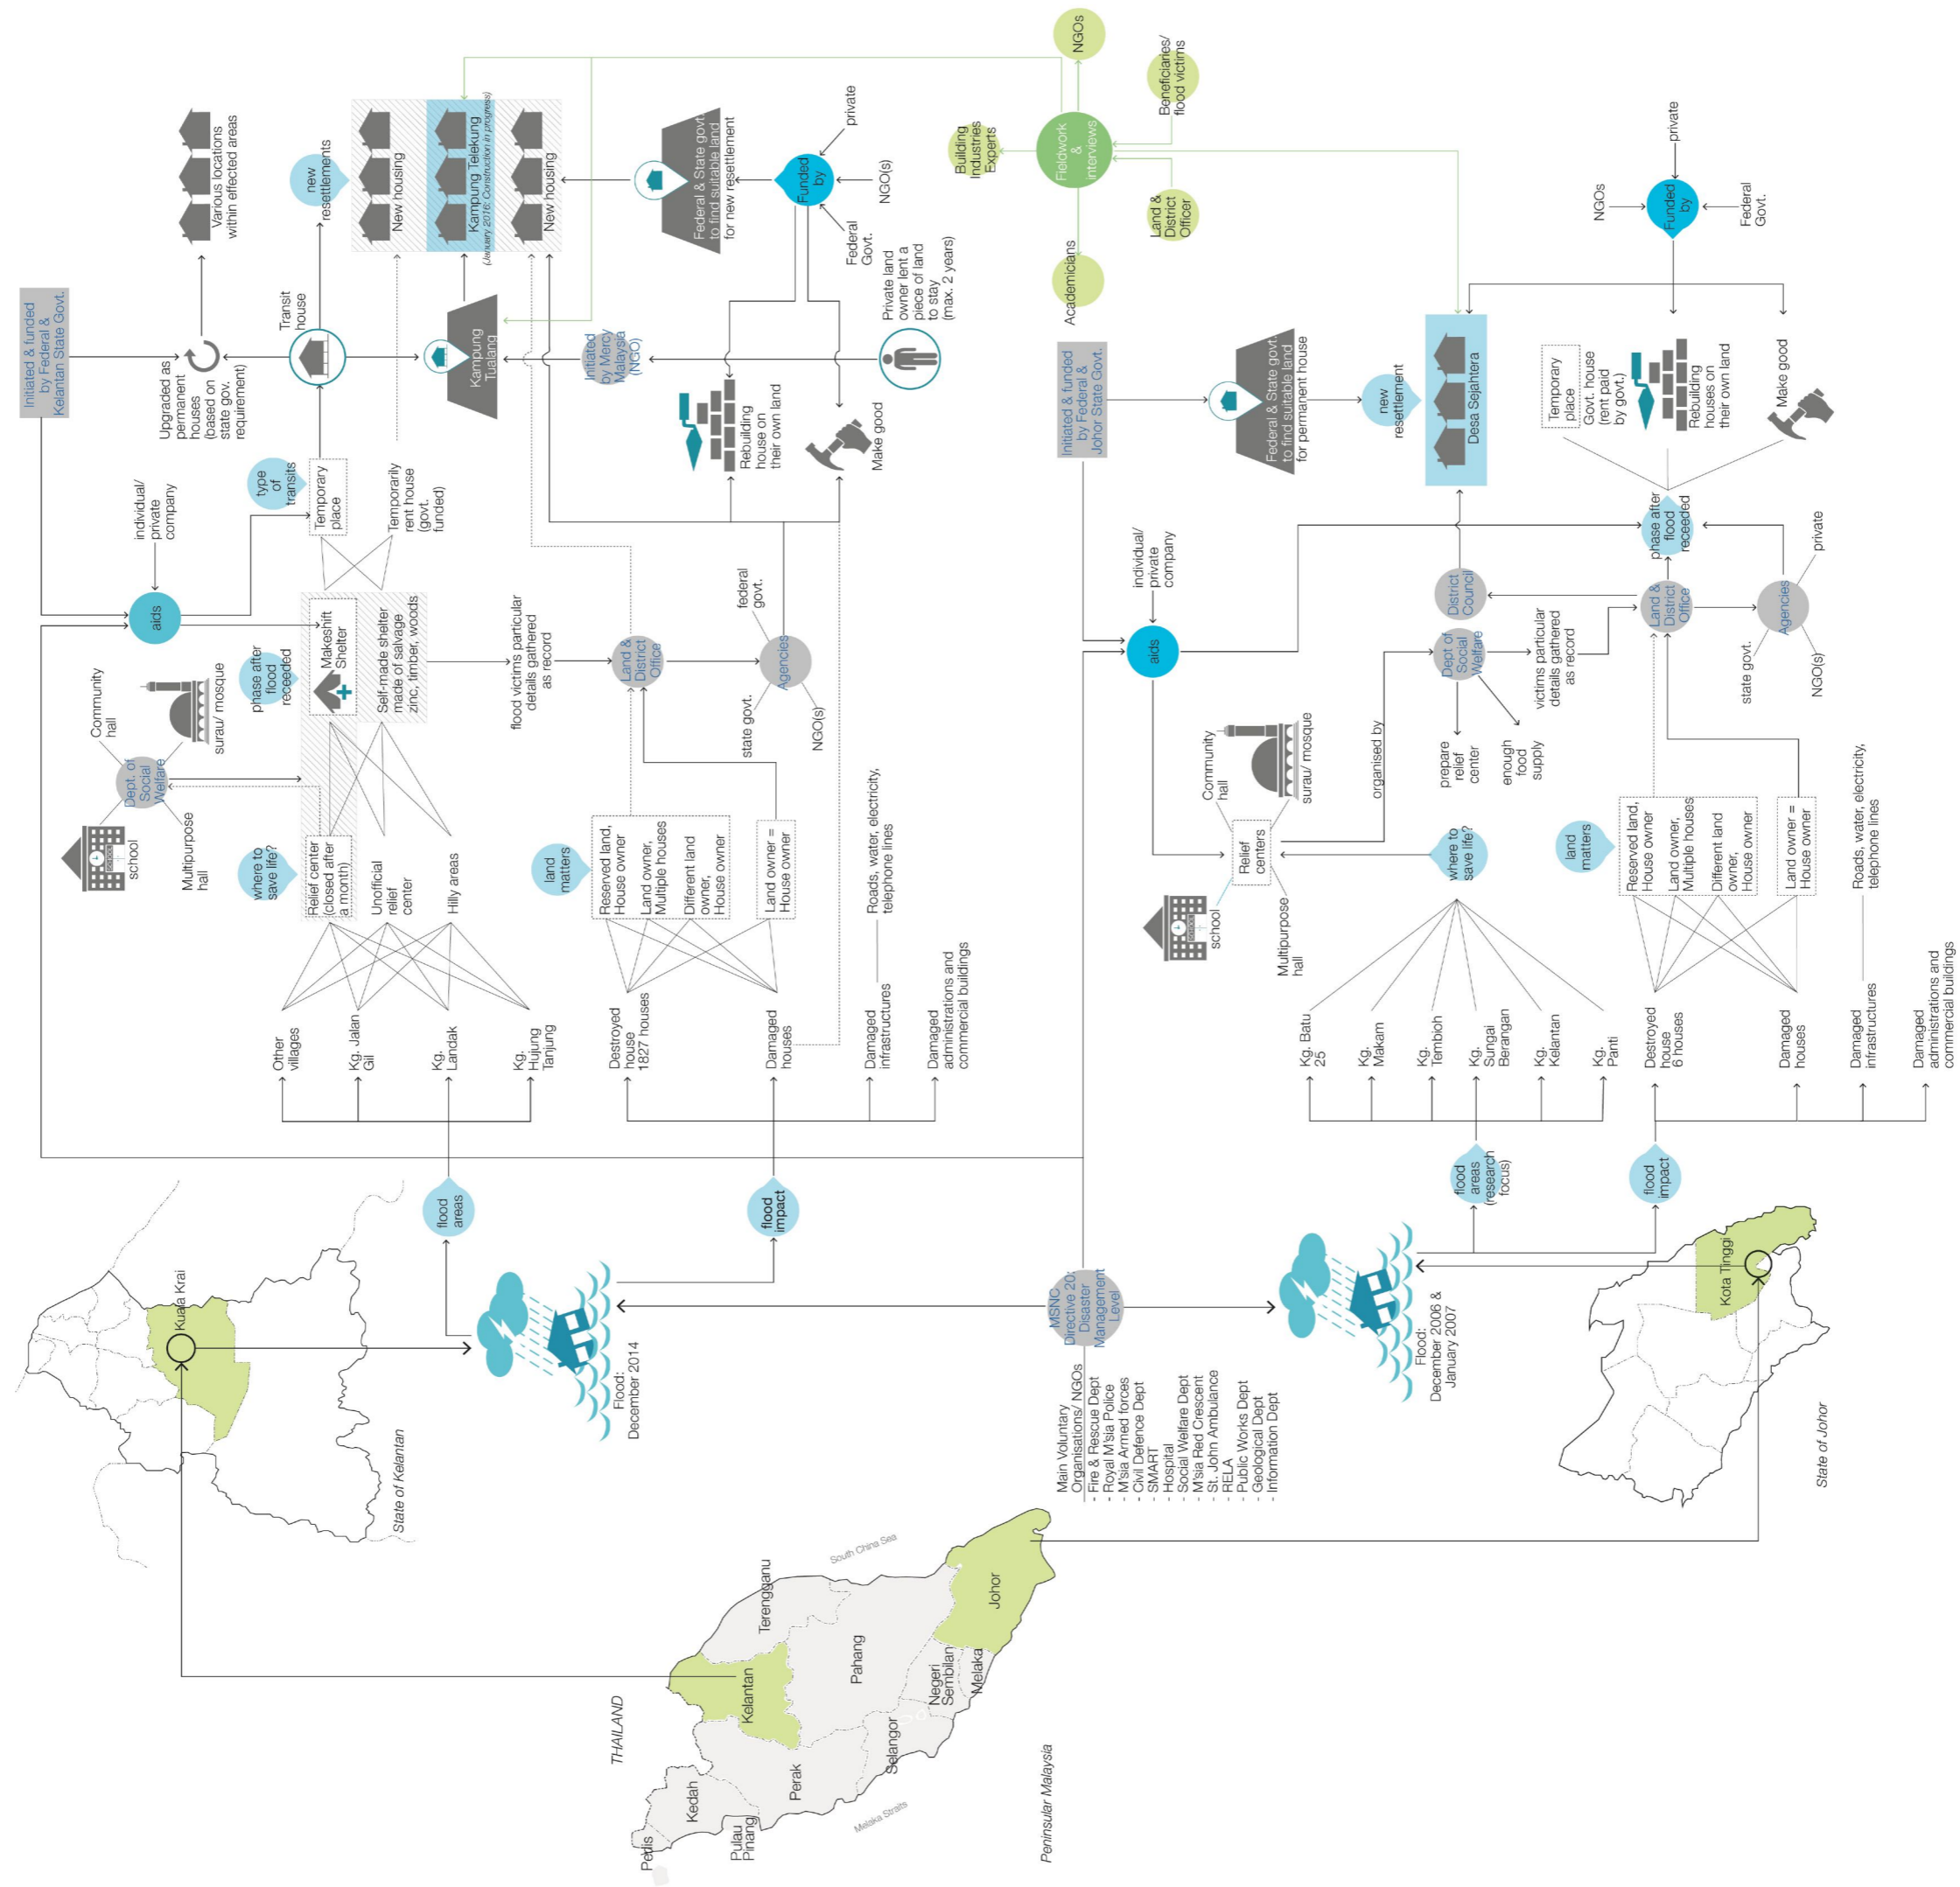 Perlis
Kedah
Pulau
Pinang
Perak
Kelantan
Terengganu
Pahang
Selangor
Negeri
Sembilan
Melaka
Johor
THAILAND
South China Sea
Melaka Straits
Peninsular Malaysia
Kuala Krai
State of Kelantan
Flood:
December 2014
flood
areas
flood
impact
Other
villages
Kg. Jalan
Gil
Kg.
Landak
Kg.
Hujung
Tanjung
Destroyed
house
1827 houses
Damaged
houses
Damaged
infrastructures
Damaged
administrations and
commercial buildings
Roads, water, electricity,
telephone lines
where to
save life?
Relief center
(closed after
a month)
Unofficial
relief
center
Hilly areas
school
SCHOOL
Multipurpose
hall
Dept. of
Social
Welfare
Community
hall
surau/ mosque
land
matters
Reserved land,
House owner
Land owner,
Multiple houses
Different land
owner,
House owner
Land owner =
House owner
phase after
flood
receeded
Makeshift
Shelter
Self-made shelter
made of salvage
zinc, timber, woods
flood victims particular
details gathered
as record
Land &
District
Office
Agencies
state govt.
federal
govt.
NGO(s)
aids
individual/
private
company
type
of
transits
Temporary
place
Temporarily
rent house
(govt.
funded)
Initiated & funded
by Federal &
Kelantan State Govt.
Upgraded as
permanent
houses
(based on
state gov.
requirement)
Various locations
within effected areas
Transit
house
new
resettlements
New housing
Kampung Telekung
(January 2016: Construction in progress)
New housing
Kampung
Tualang
Initiated
by Mercy
Malaysia
(NGO)
Private land
owner lent a
piece of land
to stay
(max. 2 years)
Rebuilding
house on
their own land
Make good
Federal & State govt.
to find suitable land
for new resettlement
Funded
by
Federal
Govt.
NGO(s)
private
MSNC
Directive 20:
Disaster
Management
Level
Main Voluntary
Organisations/ NGOs
- Fire & Rescue Dept
- Royal M'sia Police
- M'sia Armed forces
- Civil Defence Dept
- SMART
- Hospital
- Social Welfare Dept
- M'sia Red Crescent
- St. John Ambulance
- RELA
- Public Works Dept
- Geological Dept
- Information Dept
Fieldwork
&
interviews
NGOs
Beneficiaries/
flood victims
Building
Industries
Experts
Land &
District
Officer
Academicians
Kota Tinggi
State of Johor
Flood:
December 2006 &
January 2007
flood
areas
(research
focus)
flood
impact
Kg. Batu
25
Kg.
Makam
Kg.
Tembioh
Kg.
Sungai
Berangan
Kg.
Kelantan
Kg.
Panti
Destroyed
house
6 houses
Damaged
houses
Damaged
infrastructures
Damaged
administrations and
commercial buildings
Roads, water, electricity,
telephone lines
where to
save life?
Relief
centers
school
SCHOOL
Multipurpose
hall
Community
hall
surau/ mosque
organised by
Dept of
Social
Welfare
prepare
relief
center
enough
food
supply
victims particular
details gathered
as record
land
matters
Reserved land,
House owner
Land owner,
Multiple houses
Different land
owner,
House owner
Land owner =
House owner
Land &
District
Office
District
Council
Agencies
state govt.
private
NGO(s)
phase after
flood
receeded
aids
individual/
private
company
Initiated & funded
by Federal &
Johor State Govt.
Federal & State govt.
to find suitable land
for permanent house
new
resettlement
Desa Sejahtera
Temporary
place
Govt. house
(rent paid
by govt.)
Rebuilding
houses on
their own land
Make good
Funded
by
NGOs
Federal
Govt.
private